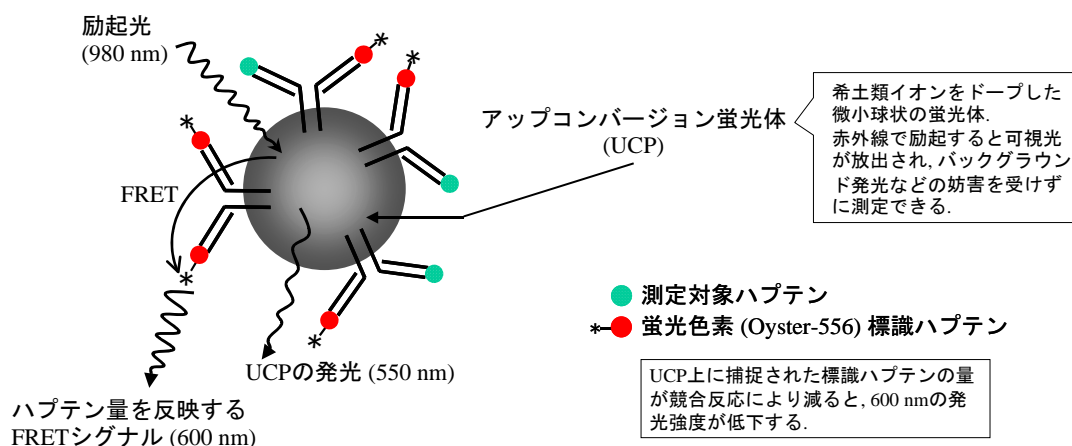 励起光
(980 nm)
*
*
*
FRET
*
*
アップコンバージョン蛍光体
(UCP)
希土類イオンをドープした
微小球状の蛍光体.
赤外線で励起すると可視光
が放出され, バックグラウン
ド発光などの妨害を受けず
に測定できる.
測定対象ハプテン
* 蛍光色素 (Oyster-556) 標識ハプテン
UCPの発光 (550 nm)
UCP上に捕捉された標識ハプテンの量
が競合反応により減ると, 600 nmの発
光強度が低下する.
ハプテン量を反映する
FRETシグナル (600 nm)